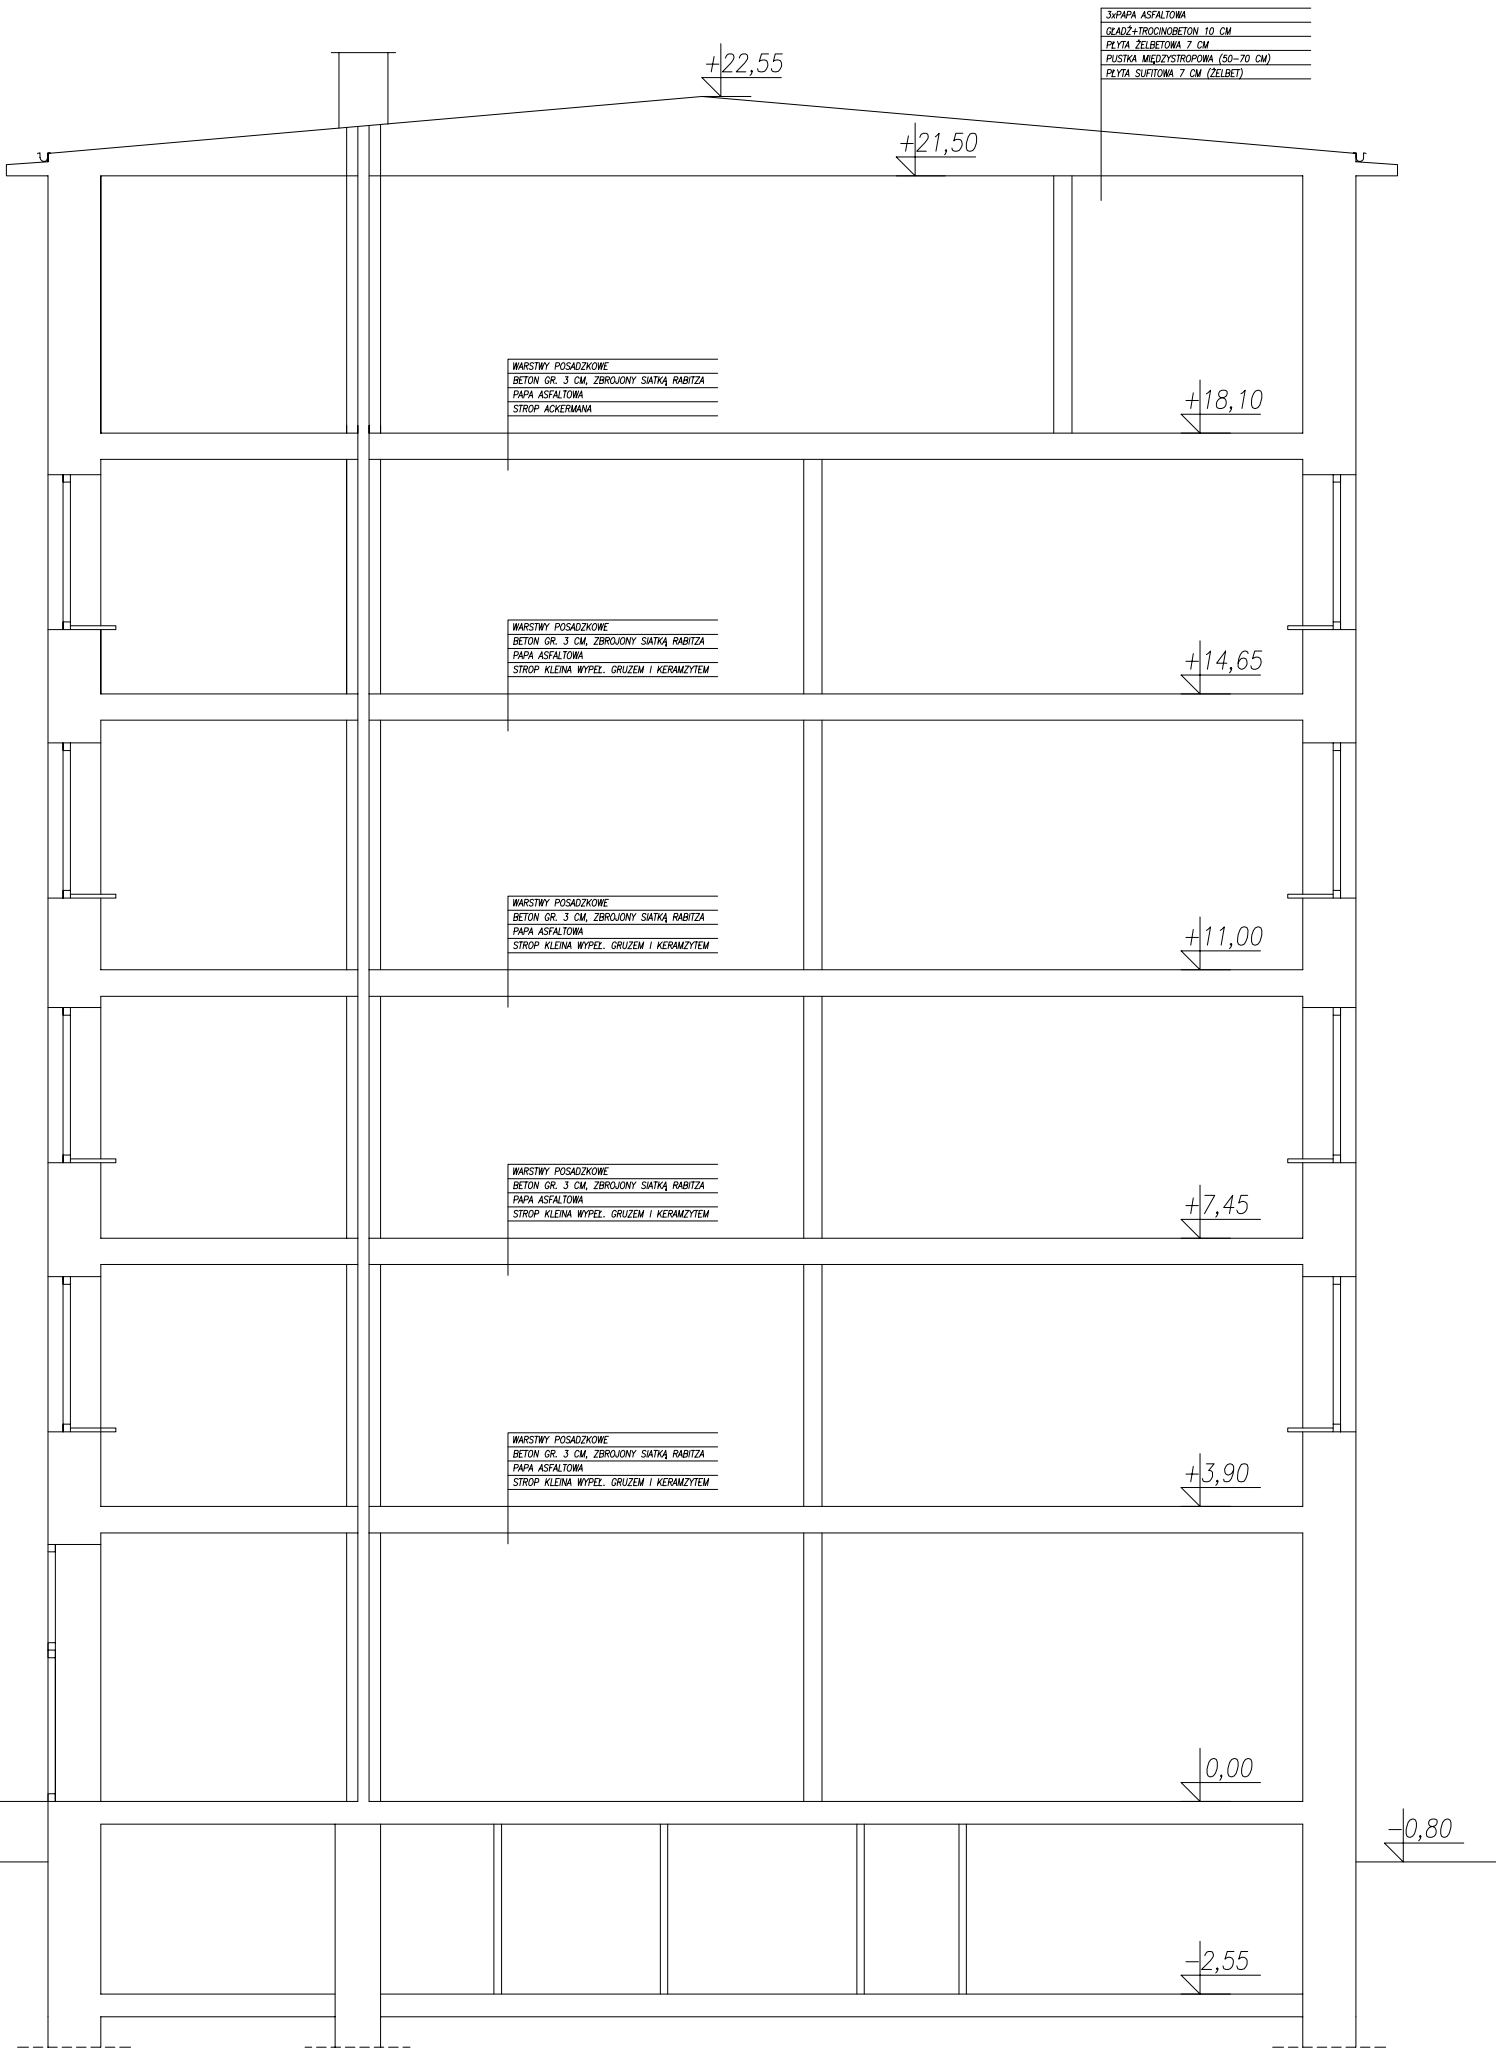 3xPAPA ASFALTOWA
GŁADŹ+TROCINOBETON 10 CM
PŁYTA ŻELBETOWA 7 CM
PUSTKA MIĘDZYSTROPOWA (50-70 CM)
PŁYTA SUFITOWA 7 CM (ŻELBET)
+22,55
+21,50
WARSTWY POSADZKOWE
BETON GR. 3 CM, ZBROJONY SIATKĄ RABITZA
PAPA ASFALTOWA
STROP ACKERMANA
+18,10
WARSTWY POSADZKOWE
BETON GR. 3 CM, ZBROJONY SIATKĄ RABITZA
PAPA ASFALTOWA
STROP KLEINA WYPEŁ. GRUZEM I KERAMZYTEM
+14,65
WARSTWY POSADZKOWE
BETON GR. 3 CM, ZBROJONY SIATKĄ RABITZA
PAPA ASFALTOWA
STROP KLEINA WYPEŁ. GRUZEM I KERAMZYTEM
+11,00
WARSTWY POSADZKOWE
BETON GR. 3 CM, ZBROJONY SIATKĄ RABITZA
PAPA ASFALTOWA
STROP KLEINA WYPEŁ. GRUZEM I KERAMZYTEM
+7,45
WARSTWY POSADZKOWE
BETON GR. 3 CM, ZBROJONY SIATKĄ RABITZA
PAPA ASFALTOWA
STROP KLEINA WYPEŁ. GRUZEM I KERAMZYTEM
+3,90
0,00
-0,80
-2,55